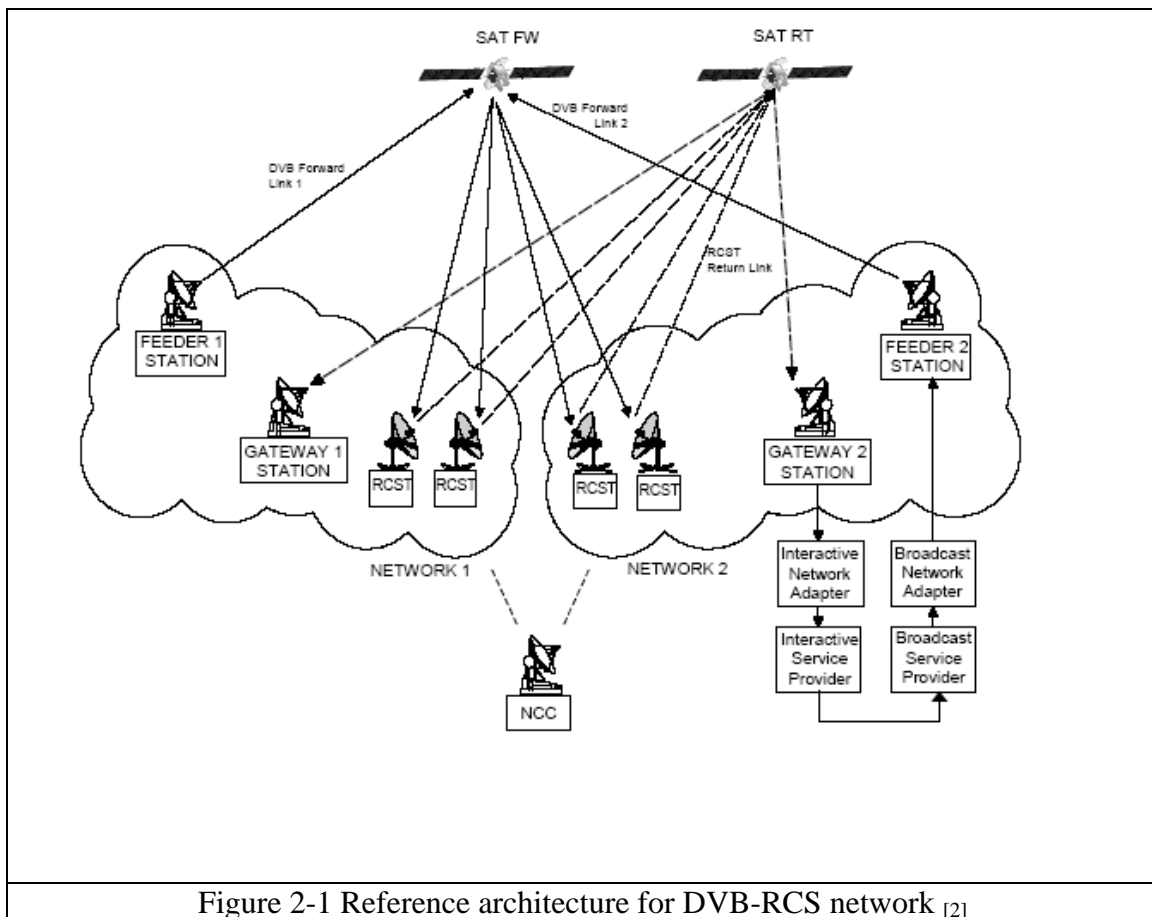 SAT FW
SAT RT
DVB Forward
Link 2
DVB Forward
Link 1
RCST
Return Link
FEEDER 1
STATION
FEEDER 2
STATION
GATEWAY 1
STATION
RCST
RCST
RCST
RCST
GATEWAY 2
STATION
NETWORK 1
NETWORK 2
Interactive
Network
Adapter
Broadcast
Network
Adapter
Interactive
Service
Provider
Broadcast
Service
Provider
NCC
Figure 2-1 Reference architecture for DVB-RCS network [2]